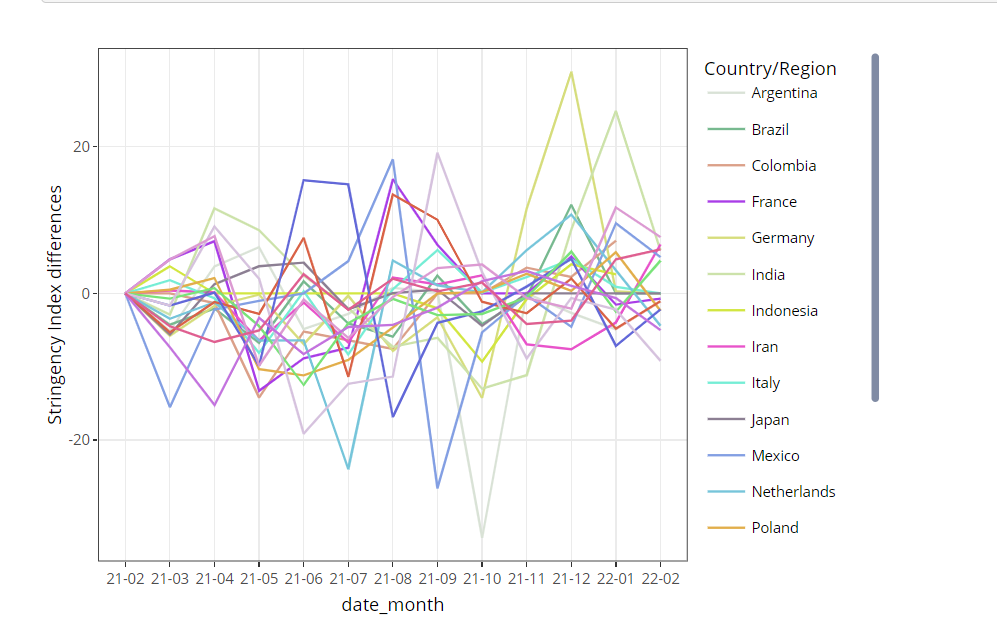 Country/Region
Argentina
Brazil
Colombia
France
Germany
India
Indonesia
Iran
Italy
Japan
Mexico
Netherlands
Poland
Stringency Index differences
20
0
-20
21-02 21-03 21-04 21-05 21-06 21-07 21-08 21-09 21-10 21-11 21-12 22-01 22-02
date_month